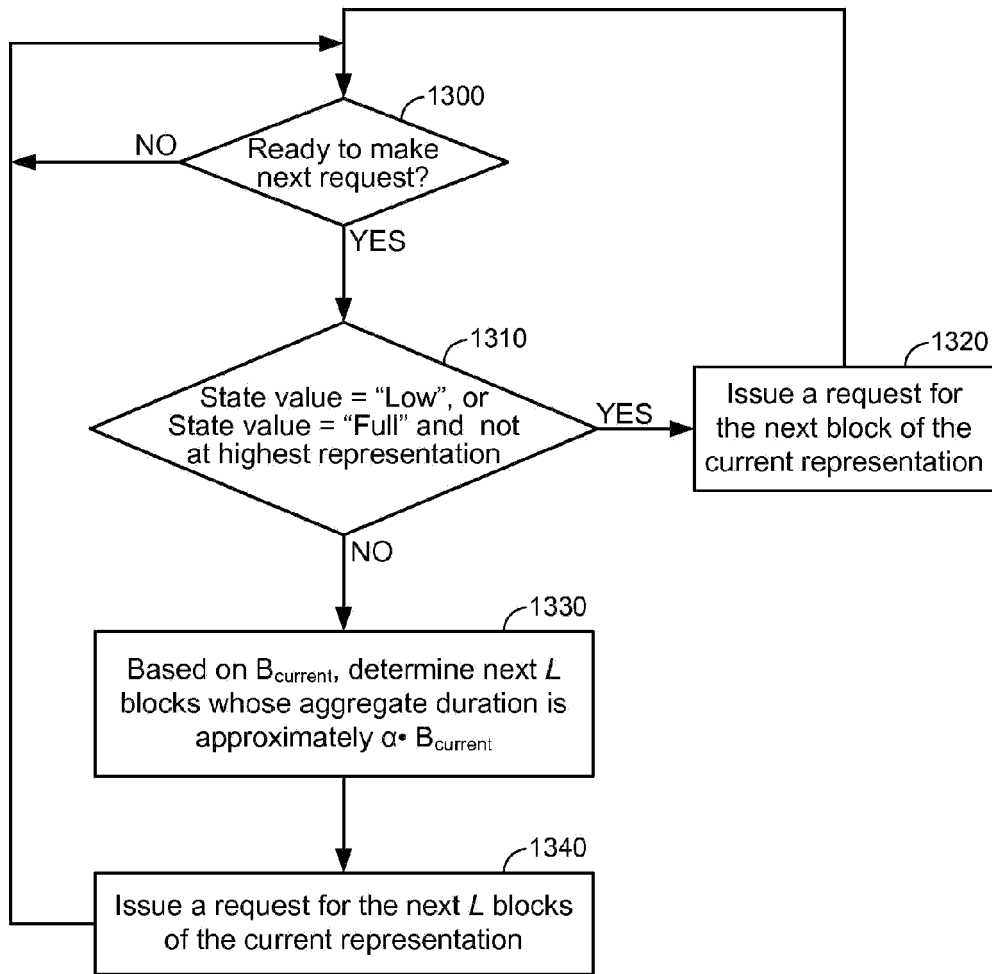 1300
NO
Ready to make
next request?
YES
1310
1320
State value = “Low”, or
State value = “Full” and not
at highest representation
YES
Issue a request for
the next block of the
current representation
NO
1330
Based on Bcurrent, determine next L
blocks whose aggregate duration is
approximately α• Bcurrent
1340
Issue a request for the next L blocks
of the current representation